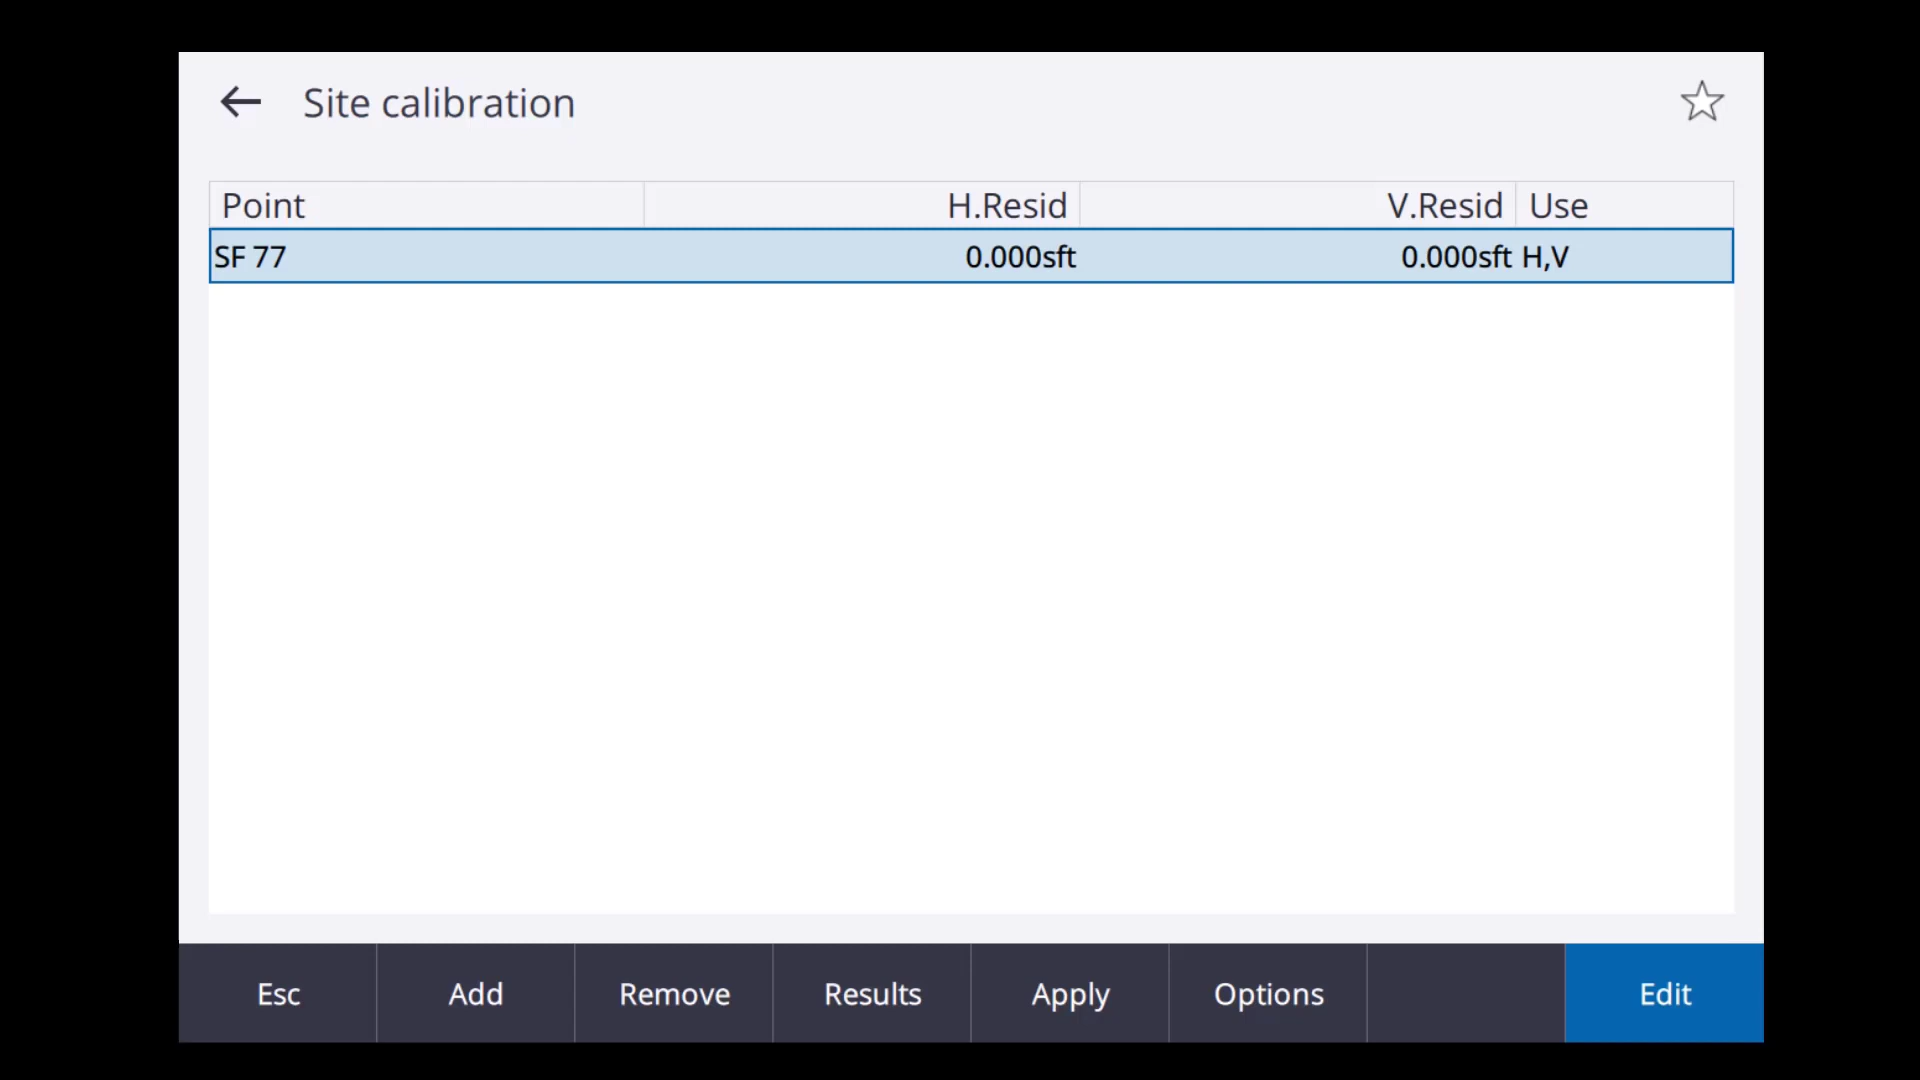 Site calibration
Point H.Resid V.Resid Use
SF 77 0.000sft 0.000sft H,V
Esc Add Remove Results Apply Options Edit